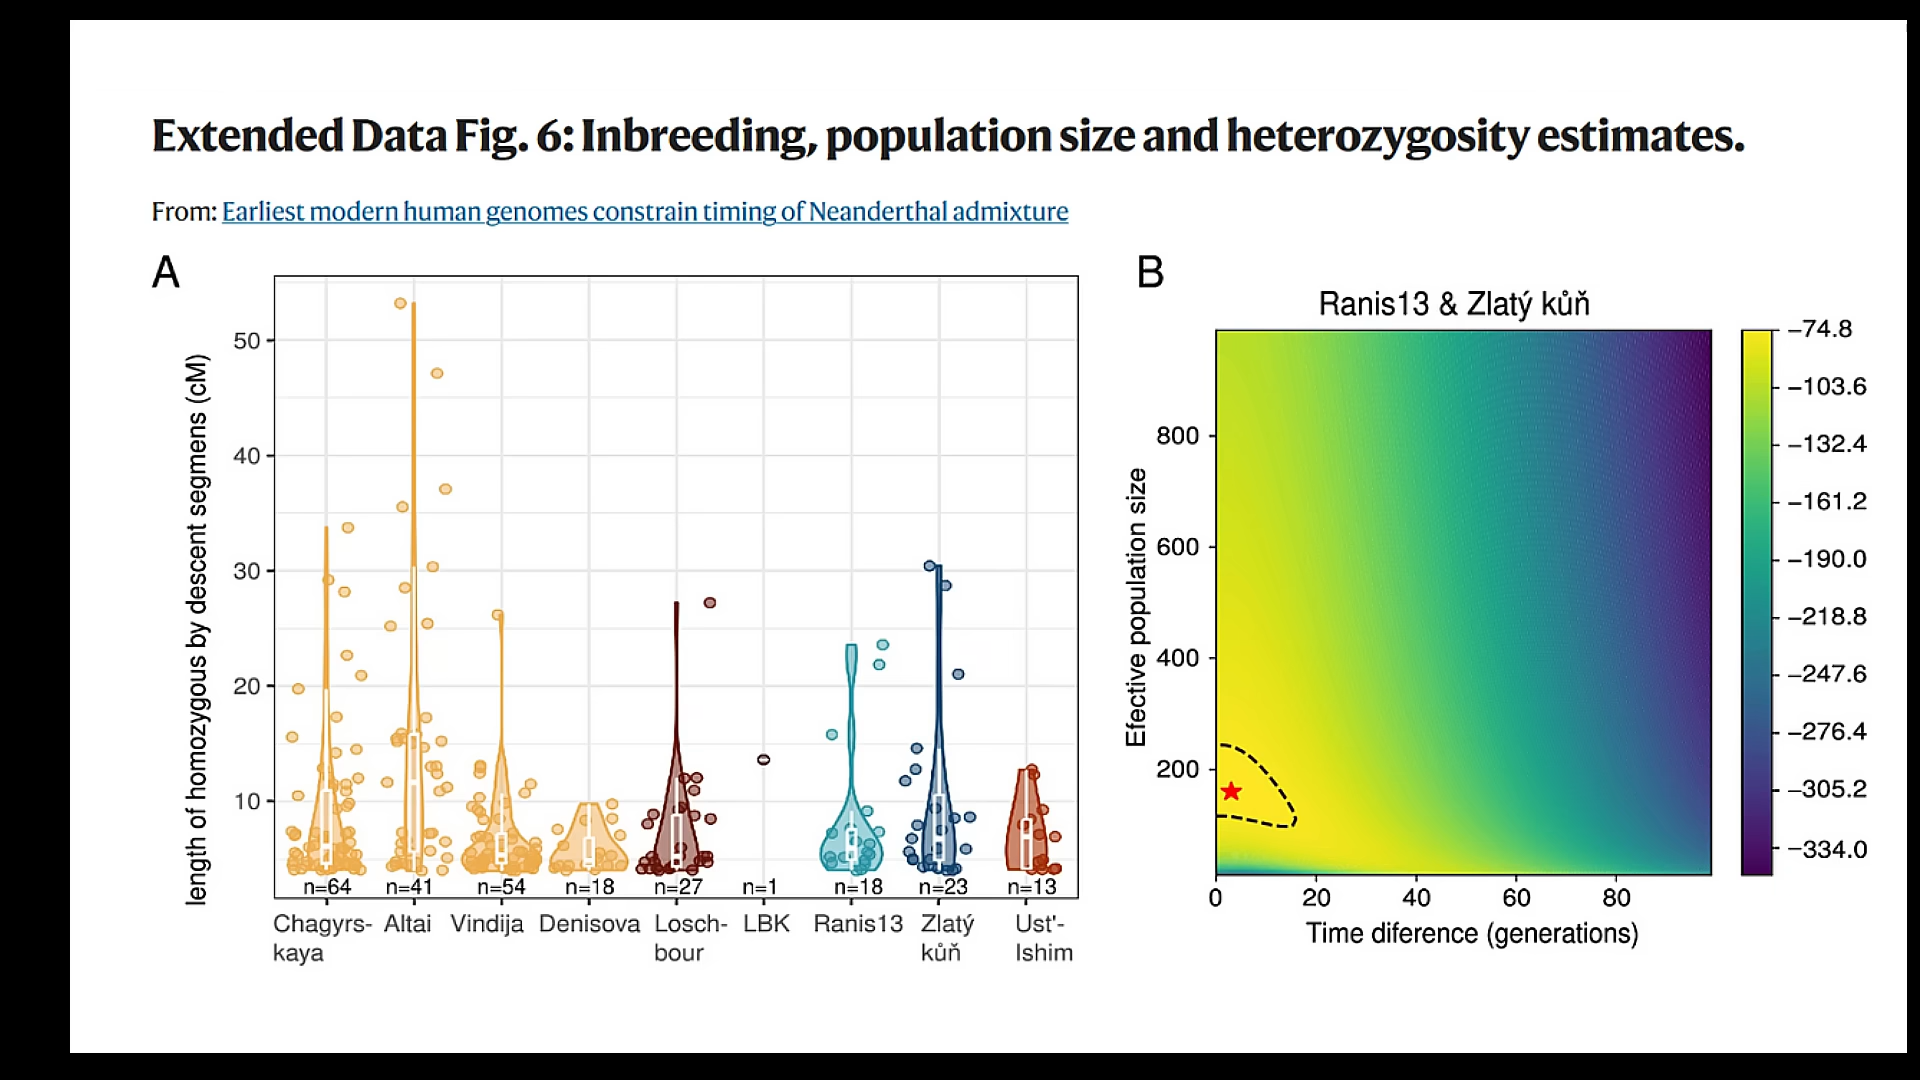 Extended Data Fig. 6: Inbreeding, population size and heterozygosity estimates.
From: Earliest modern human genomes constrain timing of Neanderthal admixture
A
length of homozygous by descent segmens (cM)
50
40
30
20
10
n=64 n=41 n=54 n=18 n=27 n=1 n=18 n=23 n=13
Chagyrs- Altai Vindija Denisova Losch- LBK Ranis13 Zlatý Ust'-
kaya bour kůň Ishim
B
Ranis13 & Zlatý kůň
Efective population size
800
600
400
200
0 20 40 60 80
Time diference (generations)
−74.8
−103.6
−132.4
−161.2
−190.0
−218.8
−247.6
−276.4
−305.2
−334.0